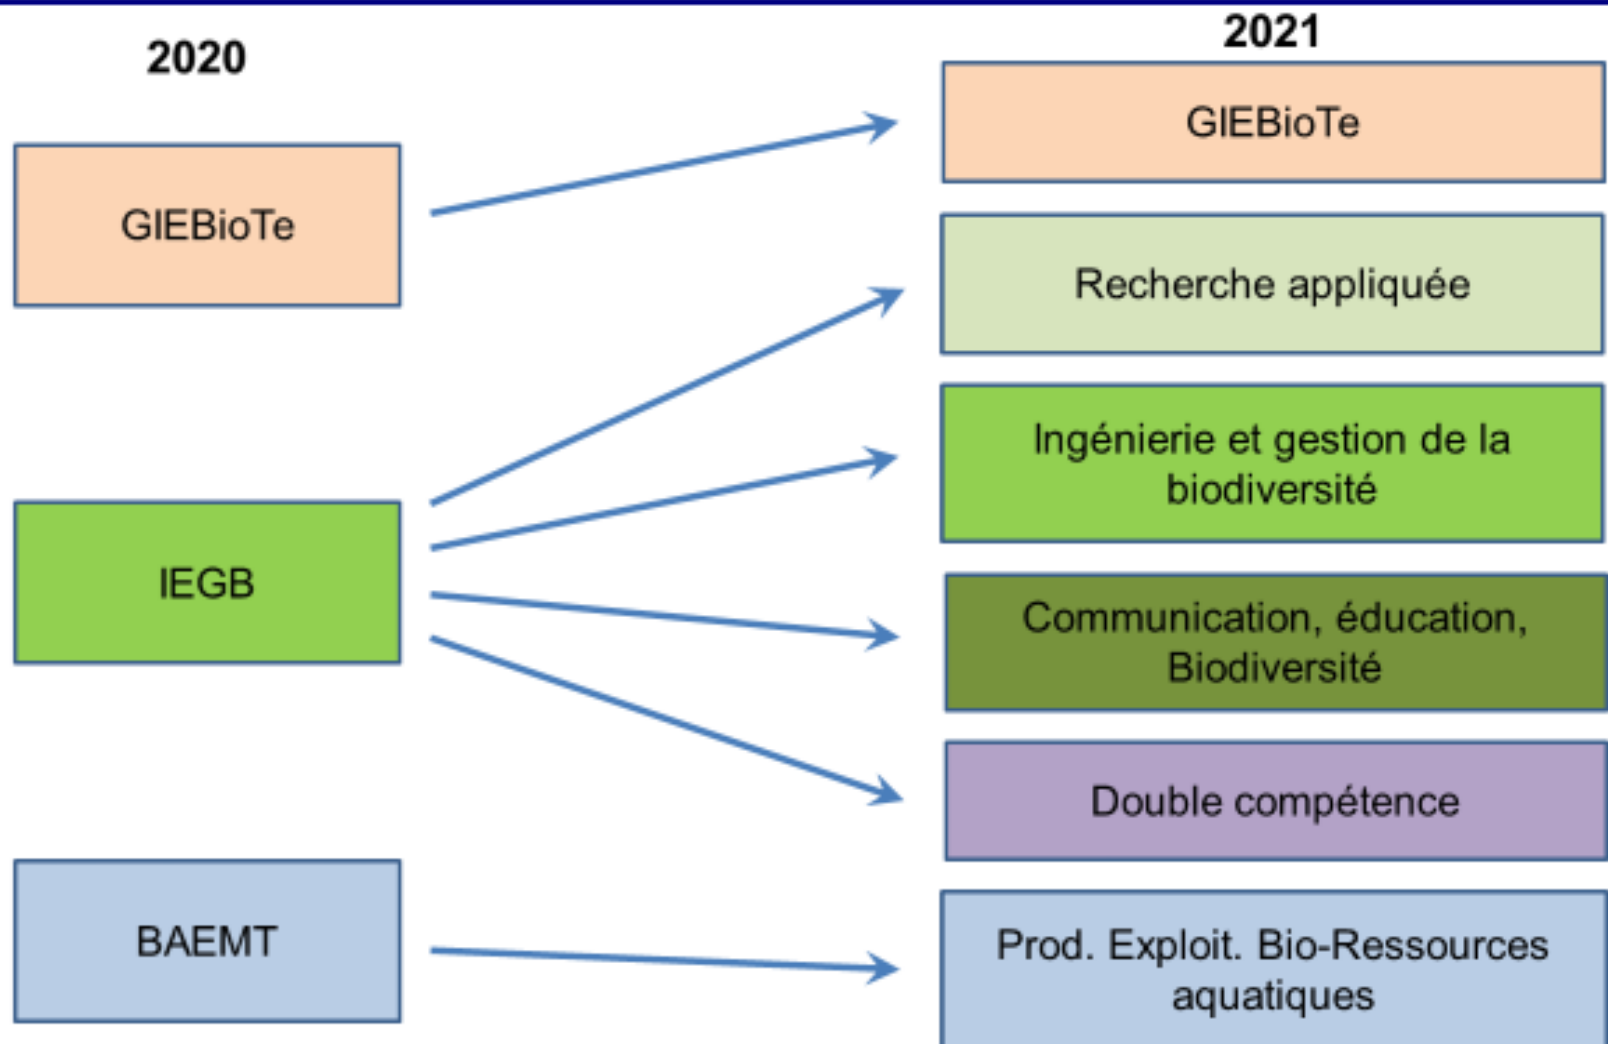 2020
2021
GIEBioTe
GIEBioTe
Recherche appliquée
Ingénierie et gestion de la
biodiversité
IEGB
Communication, éducation,
Biodiversité
Double compétence
BAEMT
Prod. Exploit. Bio-Ressources
aquatiques